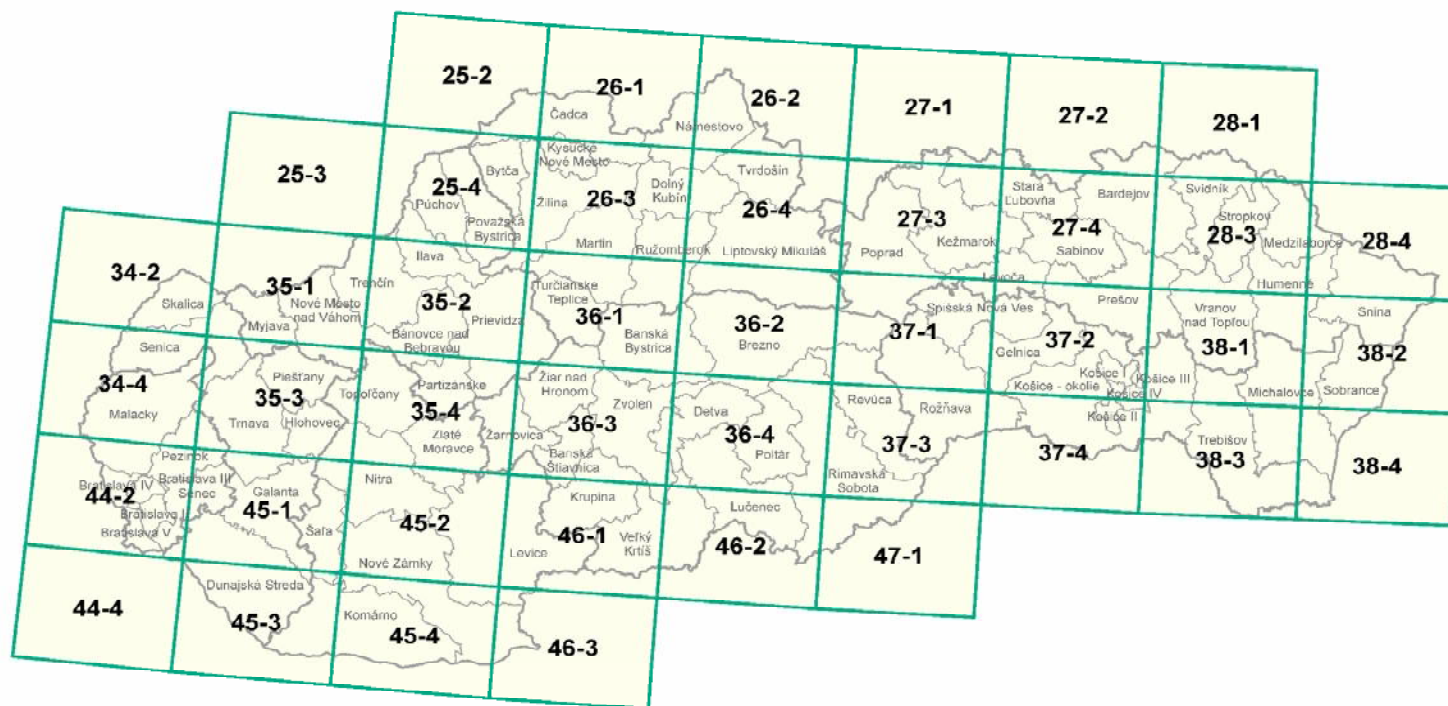 25-2
26-1
26-2
27-1
27-2
28-1
Čadca
Námestovo
25-3
Kysucké
Nové Mesto
Bytča
Tvrdošín
25-4
Púchov
Považská
Bystrica
Žilina
26-3
Dolný
Kubín
26-4
Martin
Ružomberok
Liptovský Mikuláš
27-3
Poprad
Kežmarok
Stará
Ľubovňa
Bardejov
27-4
Sabinov
Levoča
Svidník
Stropkov
28-3
Medzilaborce
28-4
Humenné
34-2
Skalica
35-1
Nové Mesto
nad Váhom
Myjava
Ilava
Trenčín
35-2
Prievidza
Bánovce nad
Bebravou
Turčianske
Teplice
36-1
Banská
Bystrica
36-2
Brezno
Spišská Nová Ves
37-1
Prešov
37-2
Gelnica
Vranov
nad Topľou
38-1
Snina
38-2
Senica
34-4
Malacky
Piešťany
35-3
Trnava
Hlohovec
Topoľčany
Partizánske
35-4
Zlaté
Moravce
Žiar nad
Hronom
Zvolen
36-3
Žarnovica
Banská
Štiavnica
Detva
36-4
Poltár
Revúca
Rožňava
37-3
Rimavská
Sobota
Košice - okolie
Košice I
Košice III
Košice IV
Košice II
37-4
Michalovce
Sobrance
Trebišov
38-3
38-4
Pezinok
Bratislava IV
Bratislava III
44-2
Senec
Bratislava II
Bratislava V
Galanta
45-1
Šaľa
Nitra
45-2
Nové Zámky
Krupina
46-1
Levice
Veľký
Krtíš
Lučenec
46-2
47-1
44-4
Dunajská Streda
45-3
Komárno
45-4
46-3